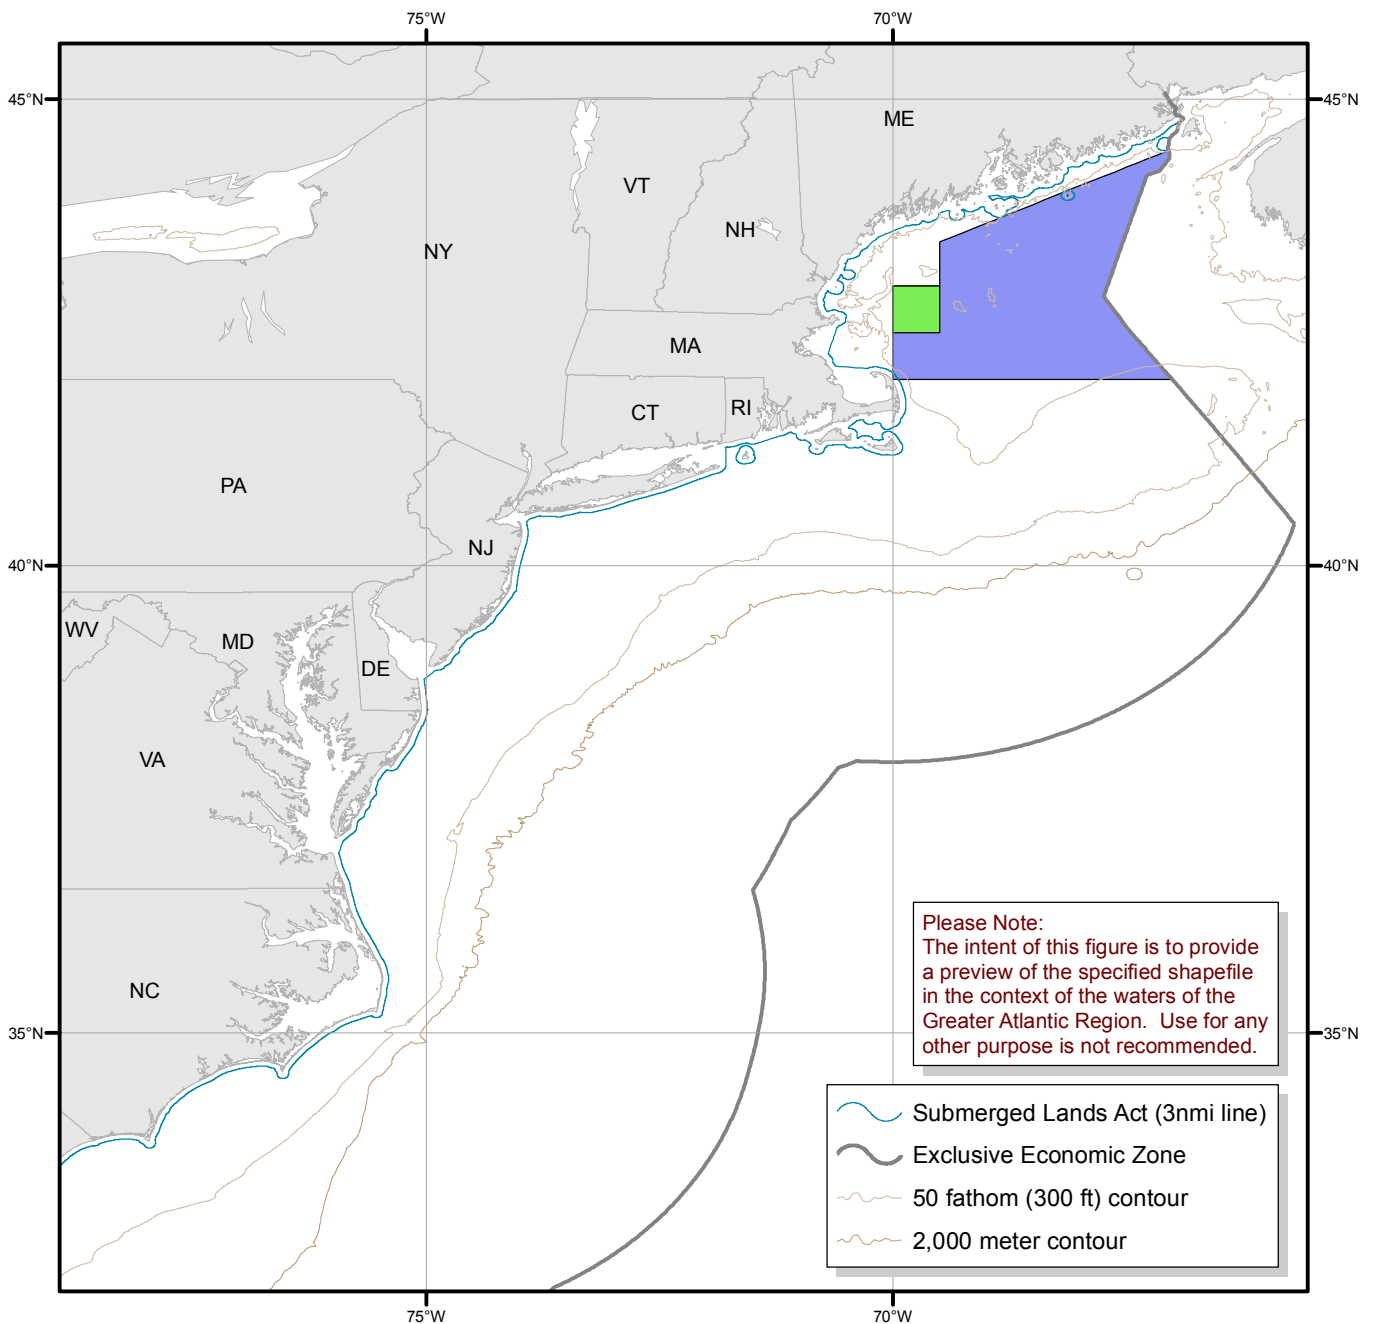 75°W
70°W
45°N
45°N
ME
VT
NH
NY
MA
CT
RI
PA
NJ
40°N
40°N
WV
MD
DE
VA
NC
35°N
35°N
Please Note:
The intent of this figure is to provide
a preview of the specified shapefile
in the context of the waters of the
Greater Atlantic Region.  Use for any
other purpose is not recommended.
Submerged Lands Act (3nmi line)
Exclusive Economic Zone
50 fathom (300 ft) contour
2,000 meter contour
75°W
70°W